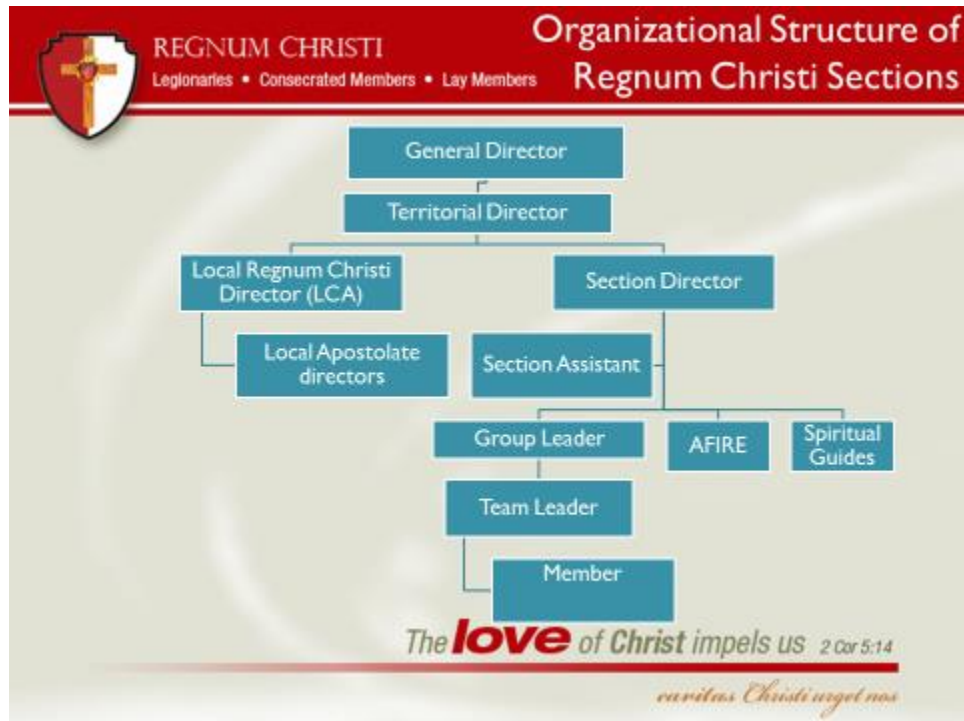 REGNUM CHRISTI
Legionaries • Consecrated Members • Lay Members
Organizational Structure of
Regnum Christi Sections
General Director
Territorial Director
Local Regnum Christi
Director (LCA)
Section Director
Local Apostolate
directors
Section Assistant
Group Leader
AFIRE
Spiritual
Guides
Team Leader
Member
The love of Christ impels us 2 Cor 5:14
caritas Christi urget nos